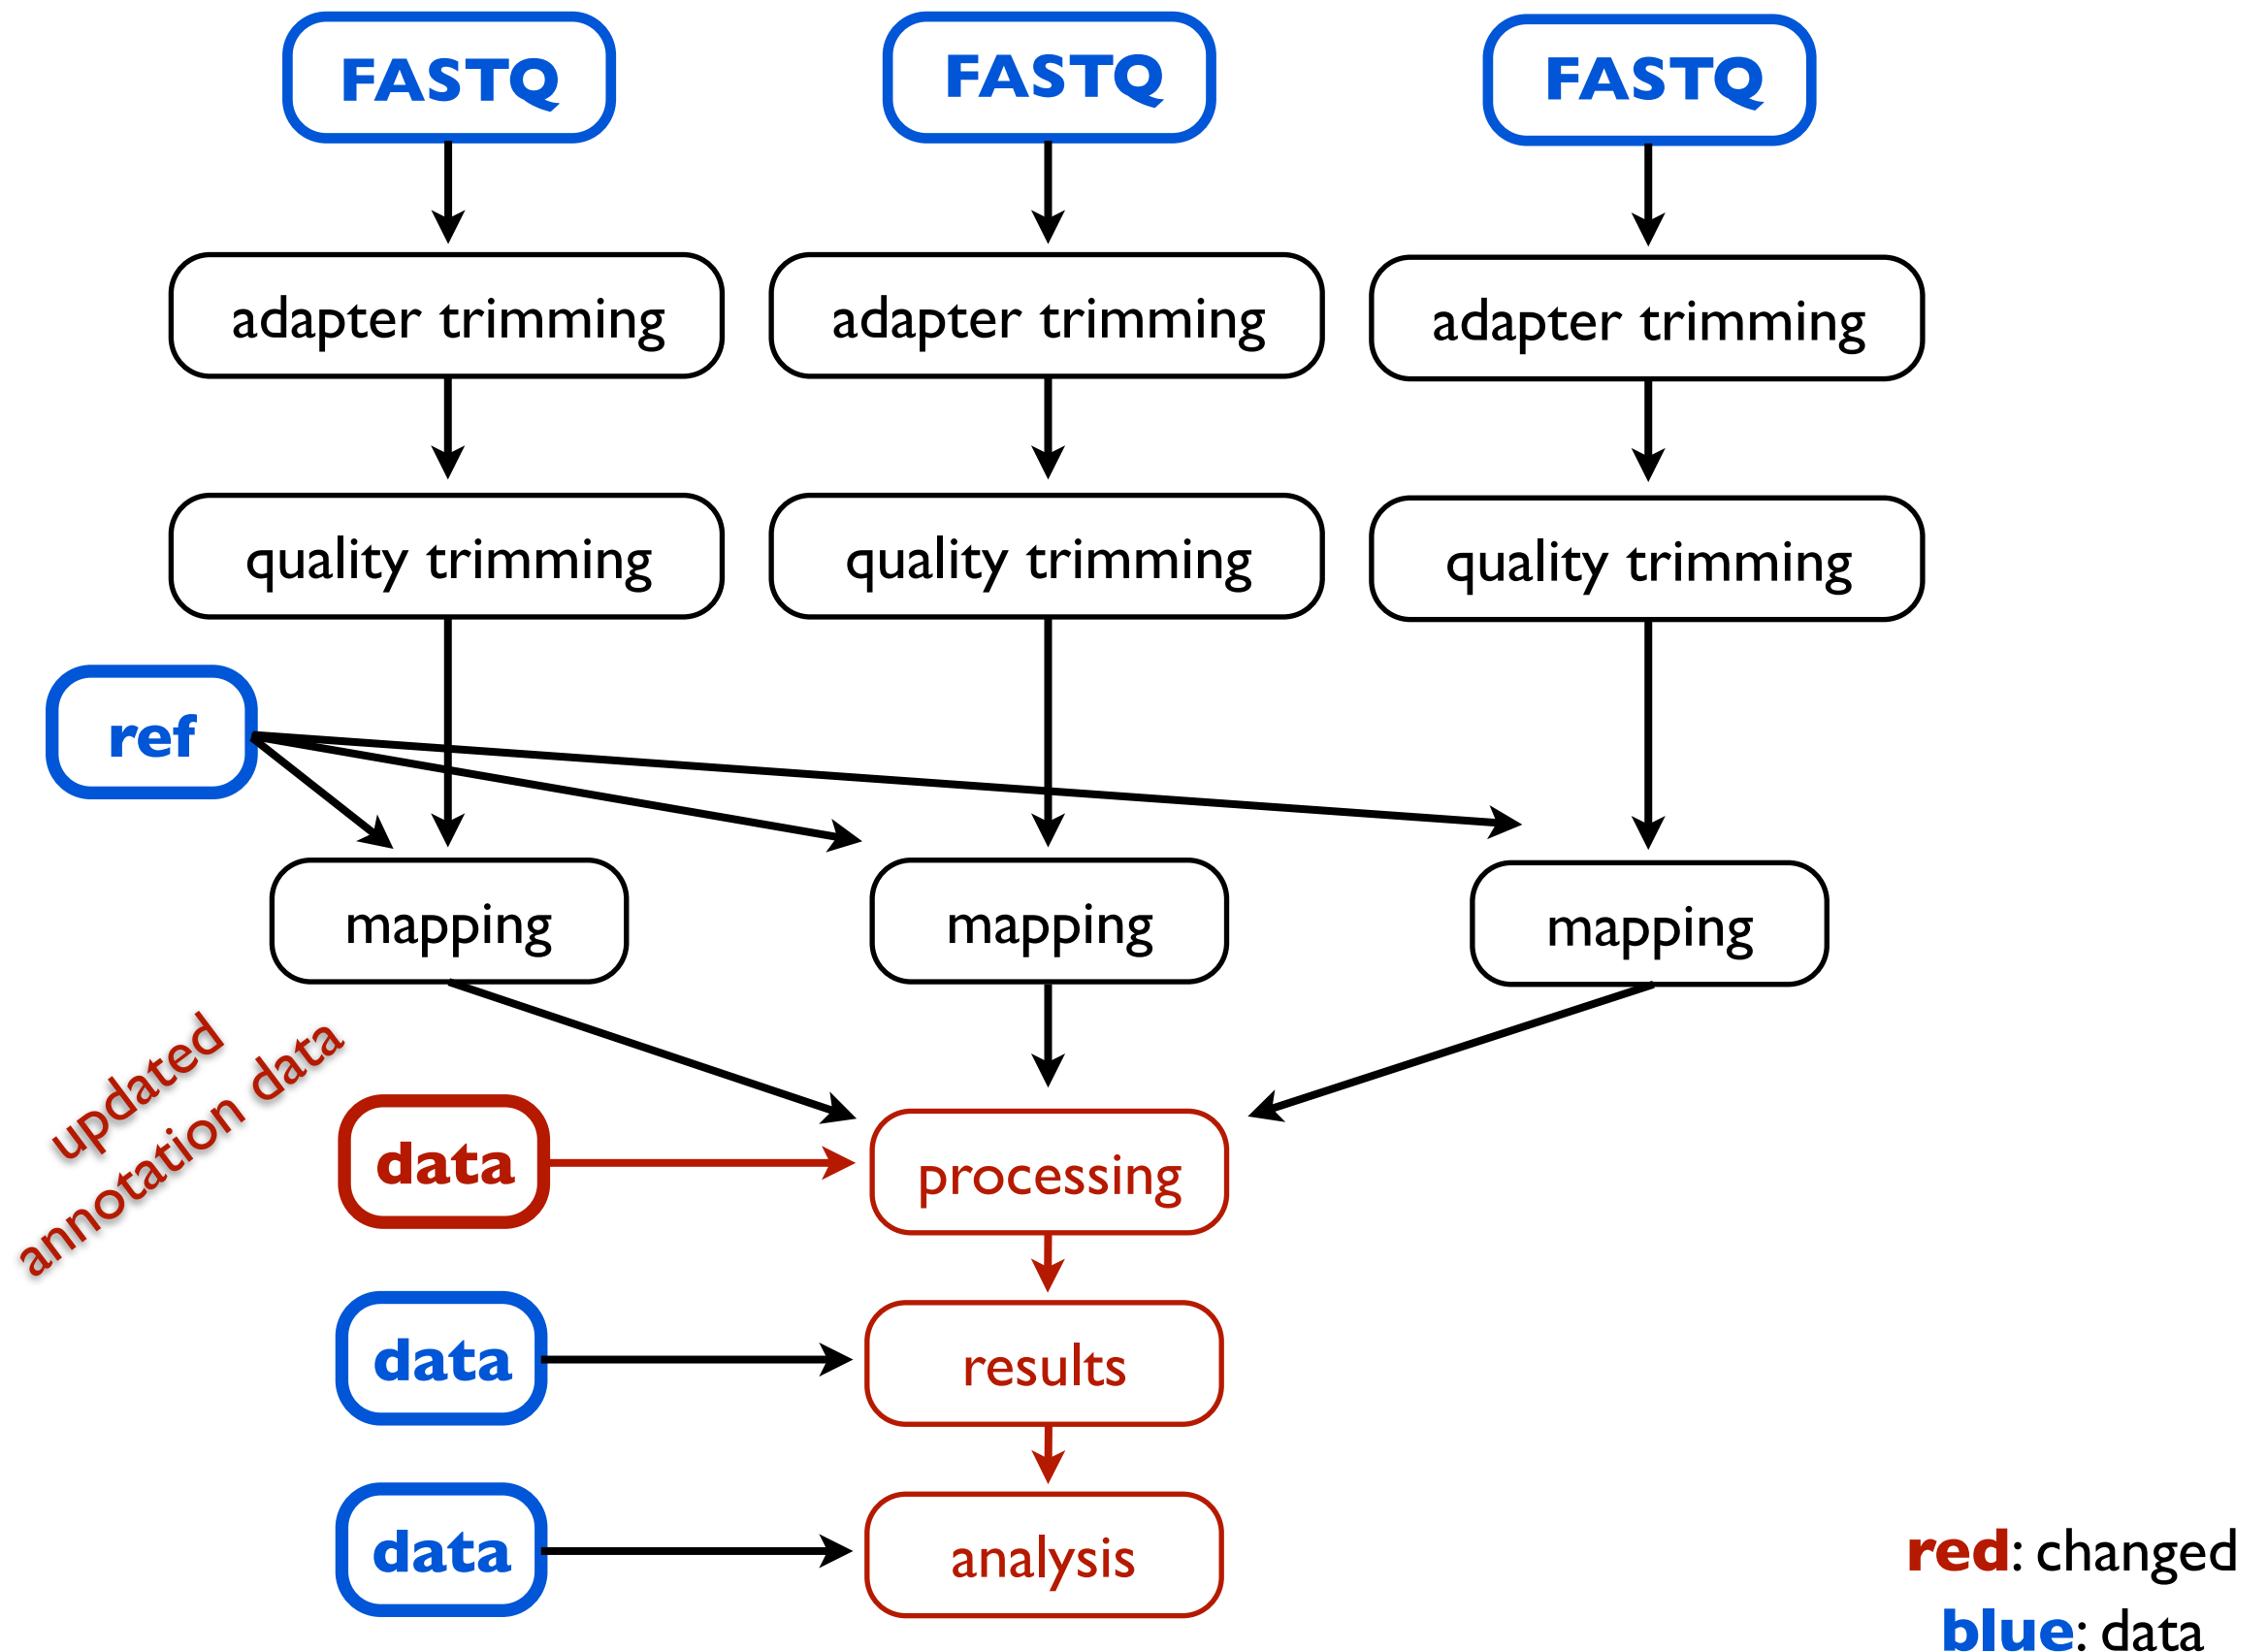 FASTQ
FASTQ
FASTQ
adapter trimming
adapter trimming
adapter trimming
quality trimming
quality trimming
quality trimming
ref
mapping
mapping
mapping
updated
annotation data
data
processing
data
results
data
analysis
red: changed
blue: data